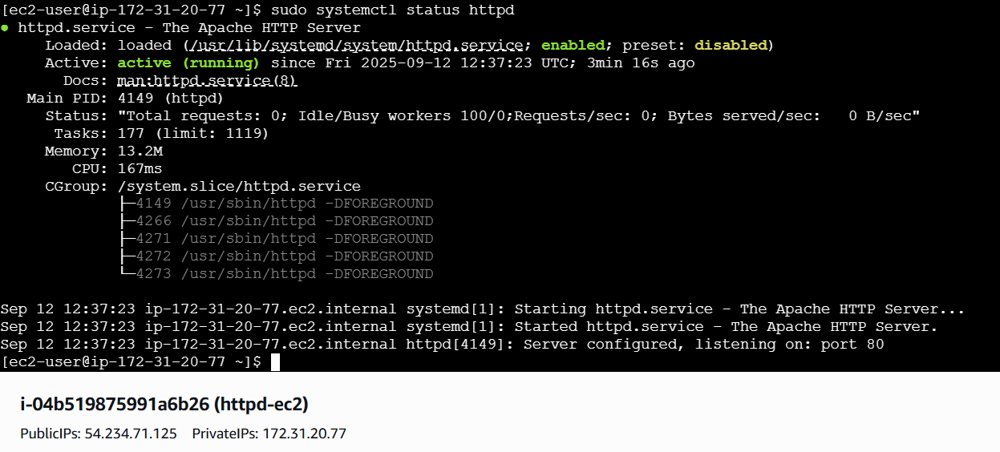 [ec2-user@ip-172-31-20-77 ~]$ sudo systemctl status httpd
● httpd.service - The Apache HTTP Server
     Loaded: loaded (/usr/lib/systemd/system/httpd.service; enabled; preset: disabled)
     Active: active (running) since Fri 2025-09-12 12:37:23 UTC; 3min 16s ago
       Docs: man:httpd.service(8)
   Main PID: 4149 (httpd)
     Status: "Total requests: 0; Idle/Busy workers 100/0;Requests/sec: 0; Bytes served/sec:   0 B/sec"
      Tasks: 177 (limit: 1119)
     Memory: 13.2M
        CPU: 167ms
     CGroup: /system.slice/httpd.service
             ├─4149 /usr/sbin/httpd -DFOREGROUND
             ├─4266 /usr/sbin/httpd -DFOREGROUND
             ├─4271 /usr/sbin/httpd -DFOREGROUND
             ├─4272 /usr/sbin/httpd -DFOREGROUND
             └─4273 /usr/sbin/httpd -DFOREGROUND
Sep 12 12:37:23 ip-172-31-20-77.ec2.internal systemd[1]: Starting httpd.service - The Apache HTTP Server...
Sep 12 12:37:23 ip-172-31-20-77.ec2.internal systemd[1]: Started httpd.service - The Apache HTTP Server.
Sep 12 12:37:23 ip-172-31-20-77.ec2.internal httpd[4149]: Server configured, listening on: port 80
[ec2-user@ip-172-31-20-77 ~]$
i-04b519875991a6b26 (httpd-ec2)
PublicIPs: 54.234.71.125 PrivateIPs: 172.31.20.77